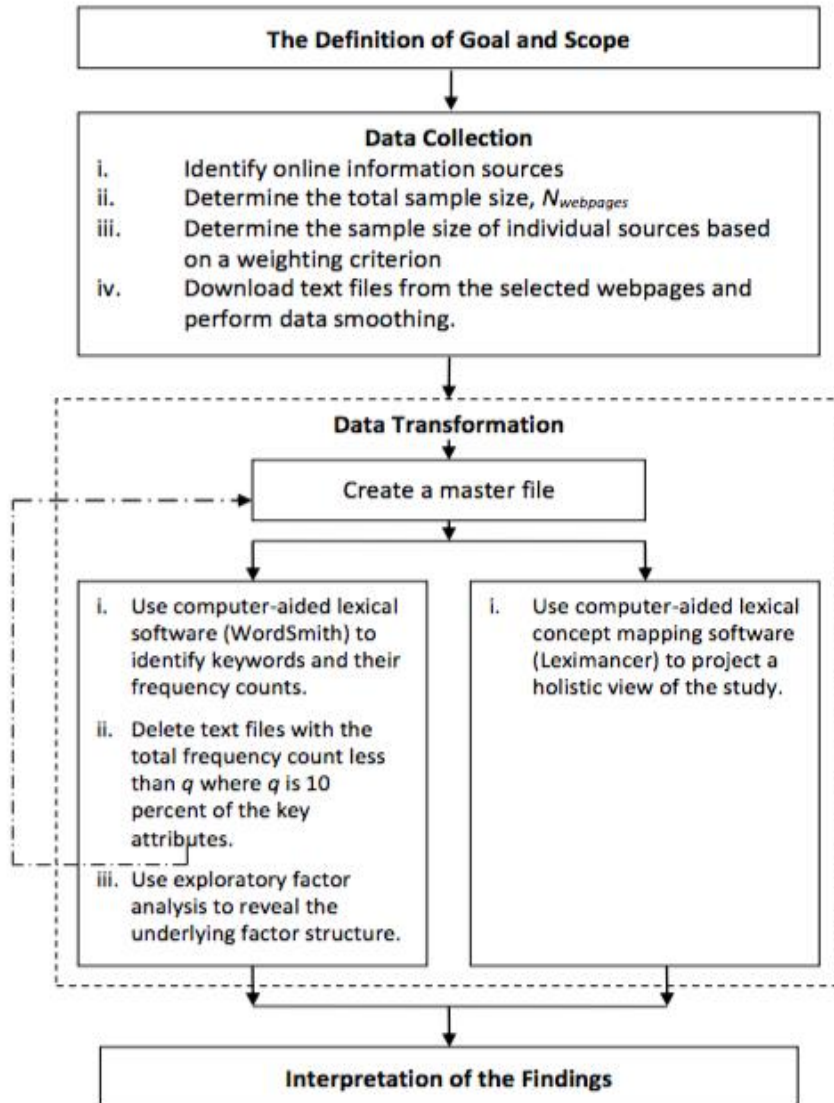 The Definition of Goal and Scope
Data Collection
i. Identify online information sources
ii. Determine the total sample size, Nwebpages
iii. Determine the sample size of individual sources based
on a weighting criterion
iv. Download text files from the selected webpages and
perform data smoothing.
Data Transformation
Create a master file
i. Use computer-aided lexical
software (WordSmith) to
identify keywords and their
frequency counts.
ii. Delete text files with the
total frequency count less
than q where q is 10
percent of the key
attributes.
iii. Use exploratory factor
analysis to reveal the
underlying factor structure.
i. Use computer-aided lexical
concept mapping software
(Leximancer) to project a
holistic view of the study.
Interpretation of the Findings